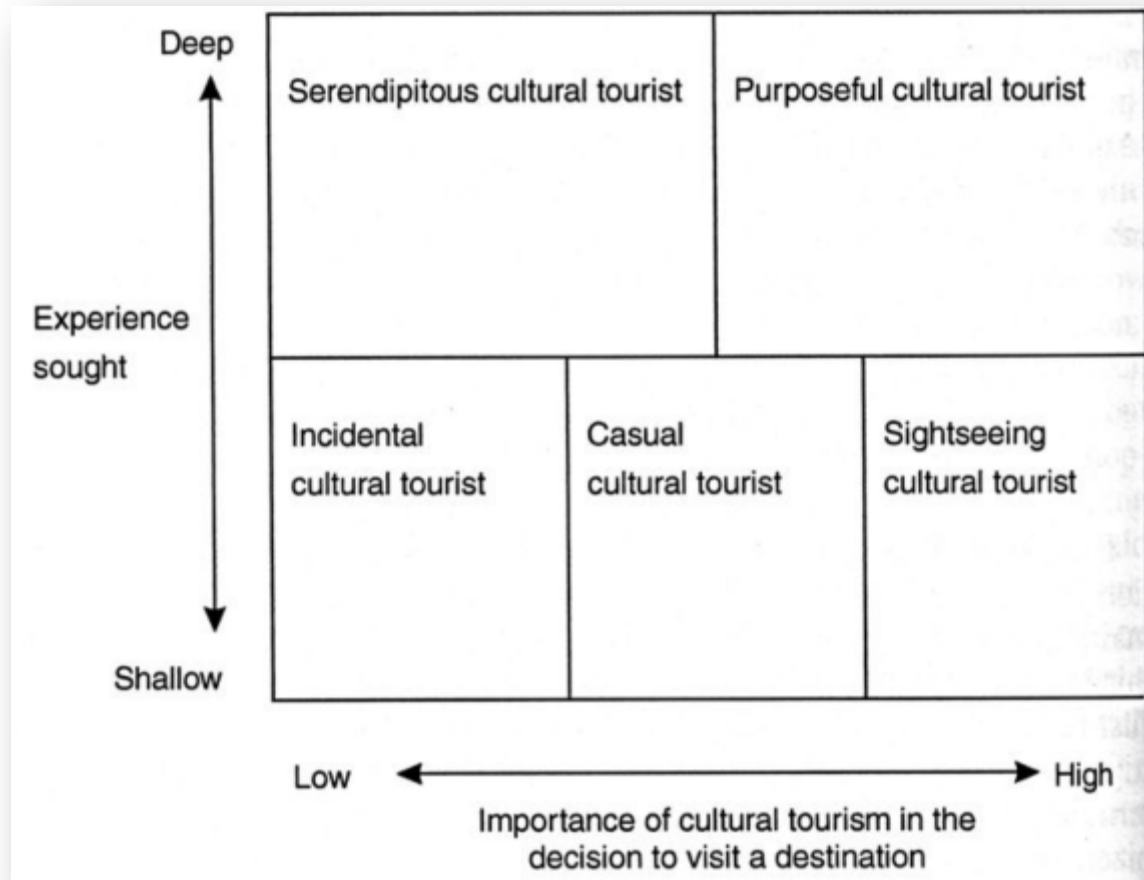 Deep
Serendipitous cultural tourist
Purposeful cultural tourist
Experience
sought
Incidental
cultural tourist
Casual
cultural tourist
Sightseeing
cultural tourist
Shallow
Low
High
Importance of cultural tourism in the
decision to visit a destination